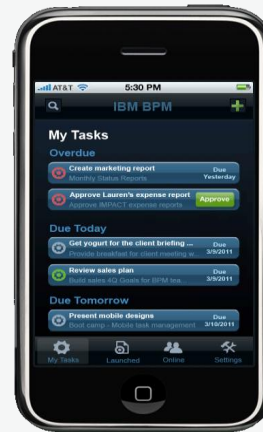 AT&T 5:30 PM
IBM BPM
My Tasks
Overdue
Create marketing report Due
Monthly Status Reports Yesterday
Approve Lauren's expense report Approve
Approve IMPACT expense reports
Due Today
Get yogurt for the client briefing ... Due
Provide breakfast for client meeting w... 3/9/2011
Review sales plan Due
Build sales 4Q Goals for BPM tea... 3/9/2011
Due Tomorrow
Present mobile designs Due
Boot camp - Mobile task management 3/10/2011
My Tasks Launched Online Settings